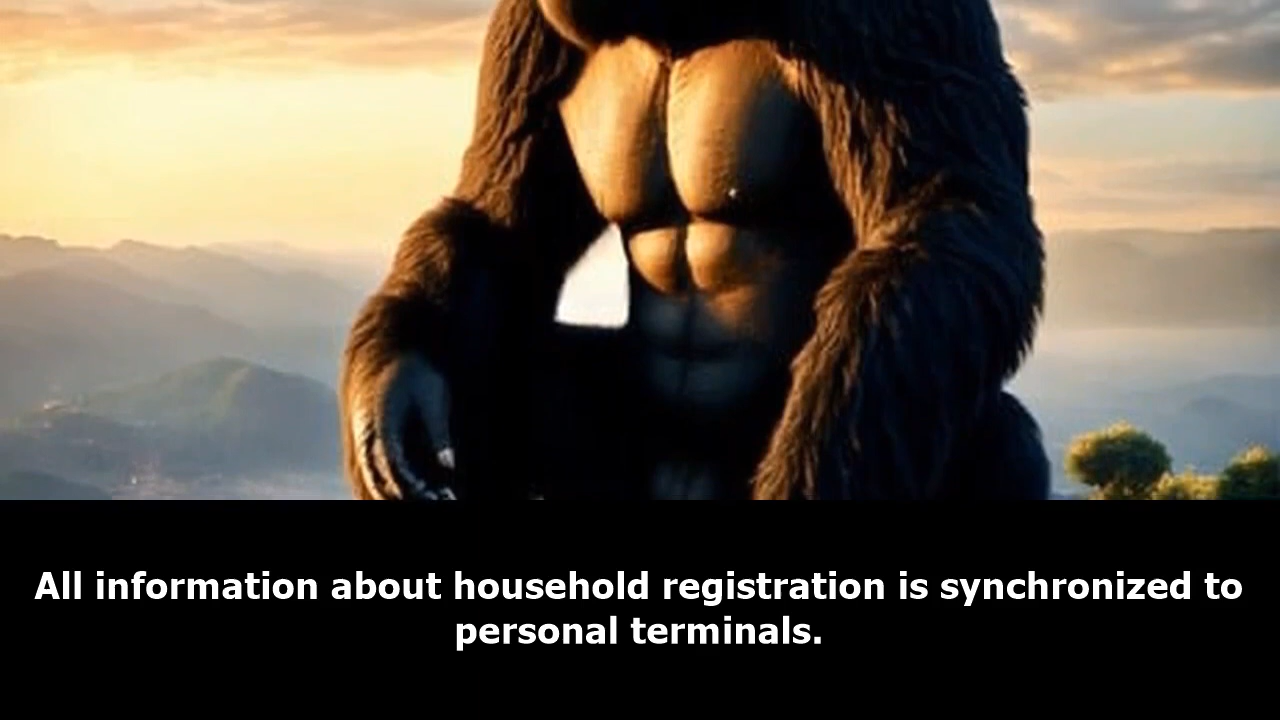 All information about household registration is synchronized to
personal terminals.